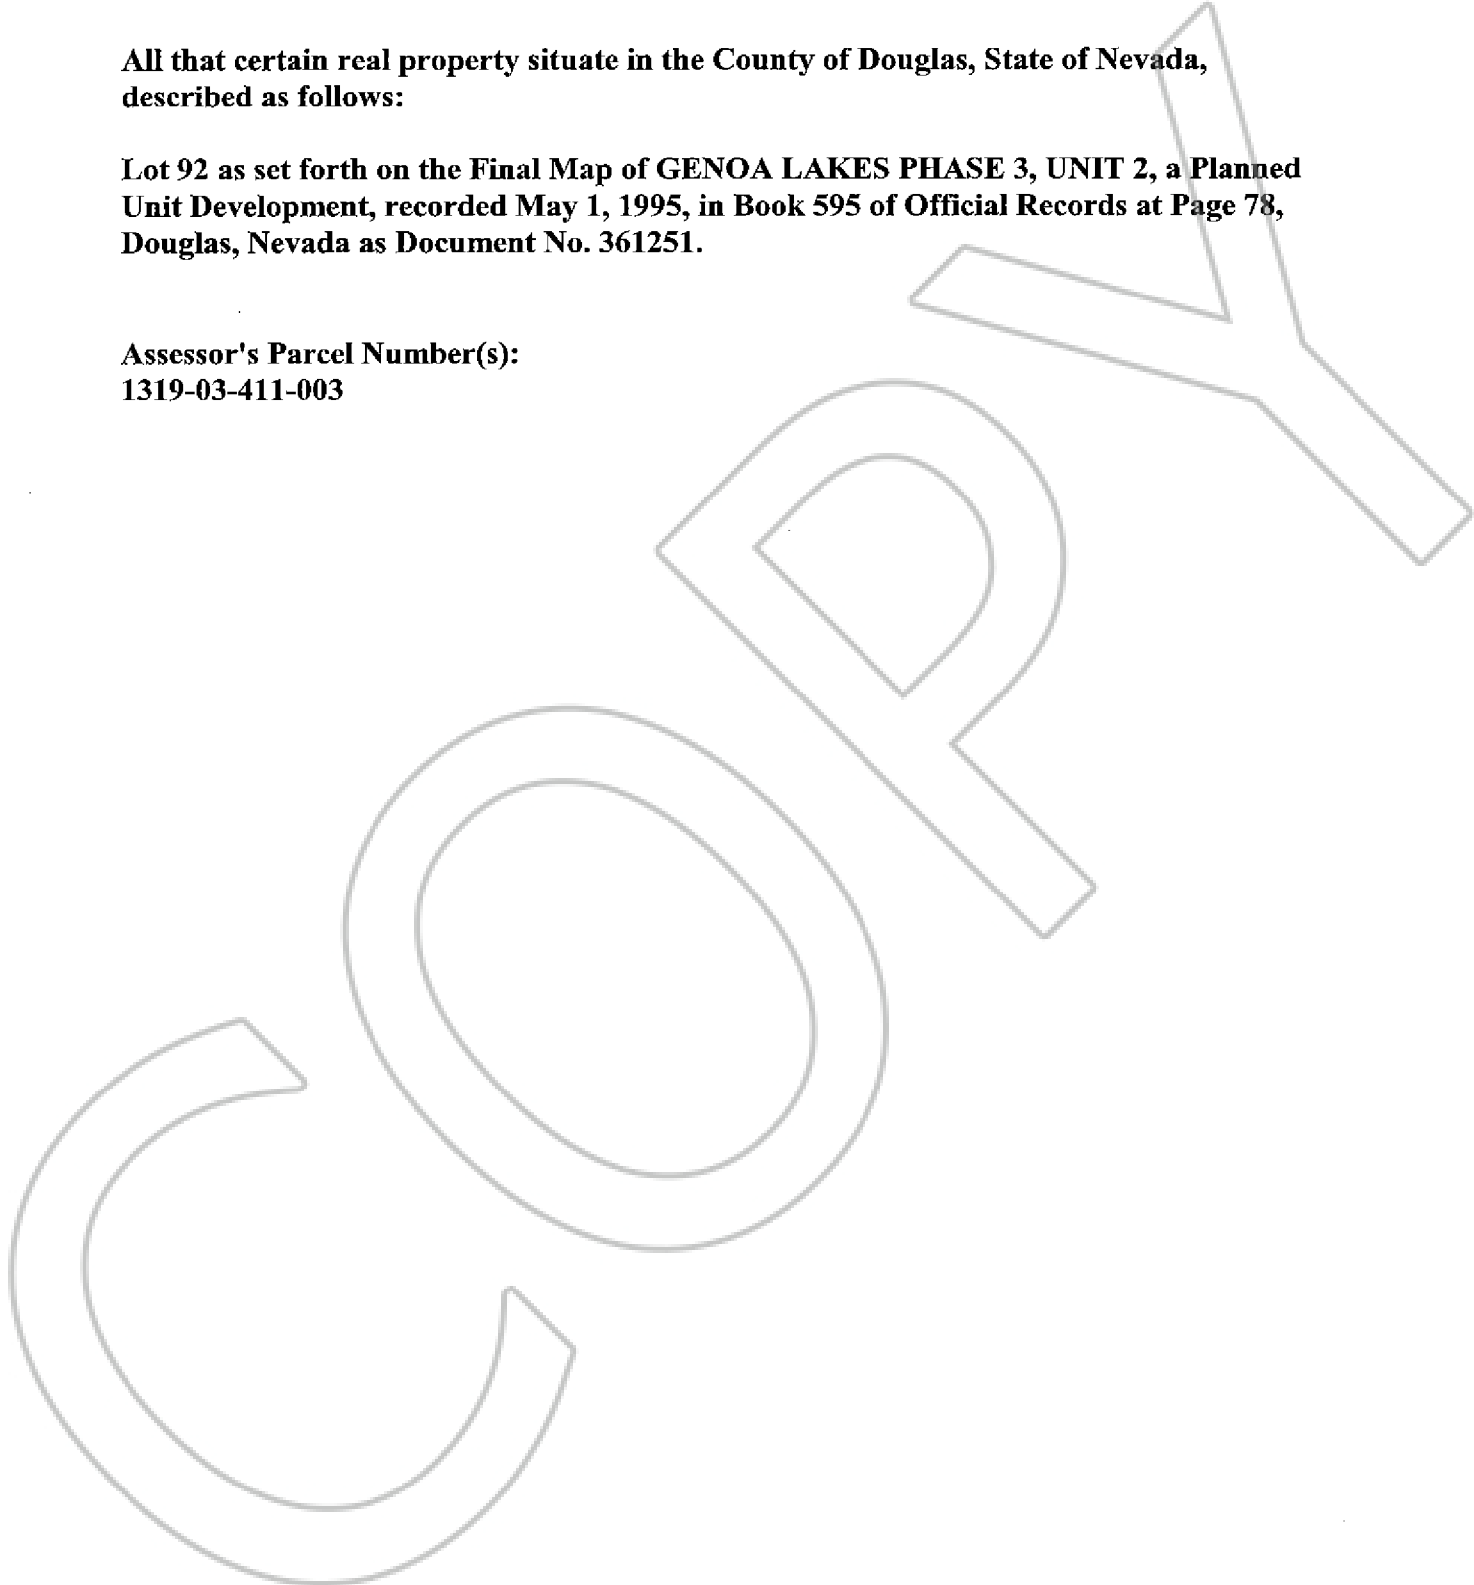 All that certain real property situate in the County of Douglas, State of Nevada,
described as follows:
Lot 92 as set forth on the Final Map of GENOA LAKES PHASE 3, UNIT 2, a Planned
Unit Development, recorded May 1, 1995, in Book 595 of Official Records at Page 78,
Douglas, Nevada as Document No. 361251.
Assessor's Parcel Number(s):
1319-03-411-003
COPY